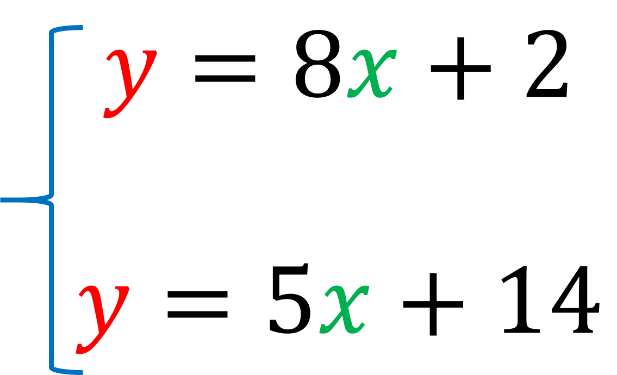 y = 8x + 2
y = 5x + 14